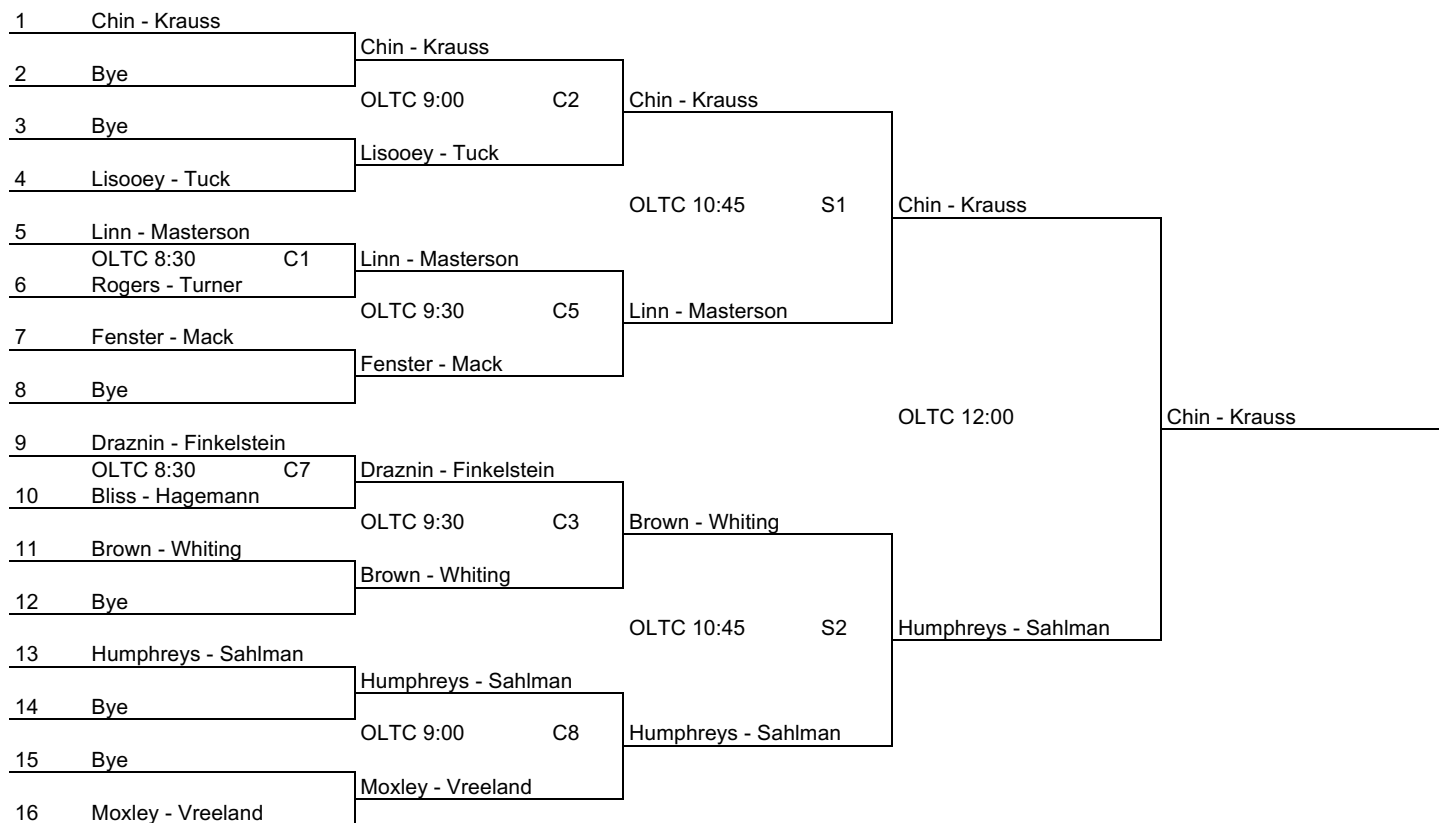 1 Chin - Krauss
Chin - Krauss
2 Bye
OLTC 9:00 C2 Chin - Krauss
3 Bye
Lisooey - Tuck
4 Lisooey - Tuck
OLTC 10:45 S1 Chin - Krauss
5 Linn - Masterson
OLTC 8:30 C1 Linn - Masterson
6 Rogers - Turner
OLTC 9:30 C5 Linn - Masterson
7 Fenster - Mack
Fenster - Mack
8 Bye
OLTC 12:00 Chin - Krauss
9 Draznin - Finkelstein
OLTC 8:30 C7 Draznin - Finkelstein
10 Bliss - Hagemann
OLTC 9:30 C3 Brown - Whiting
11 Brown - Whiting
Brown - Whiting
12 Bye
OLTC 10:45 S2 Humphreys - Sahlman
13 Humphreys - Sahlman
Humphreys - Sahlman
14 Bye
OLTC 9:00 C8 Humphreys - Sahlman
15 Bye
Moxley - Vreeland
16 Moxley - Vreeland